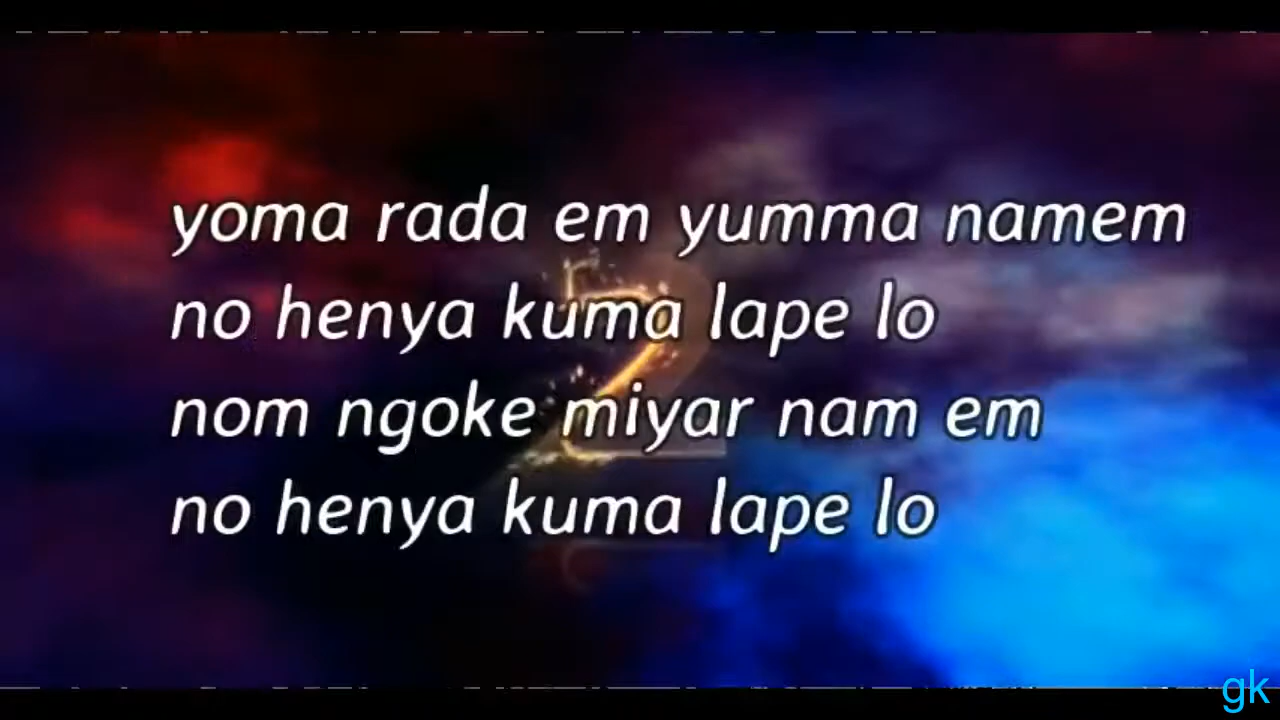 yoma rada em yumma namem
no henya kuma lape lo
nom ngoke miyar nam em
no henya kuma lape lo
2
gk